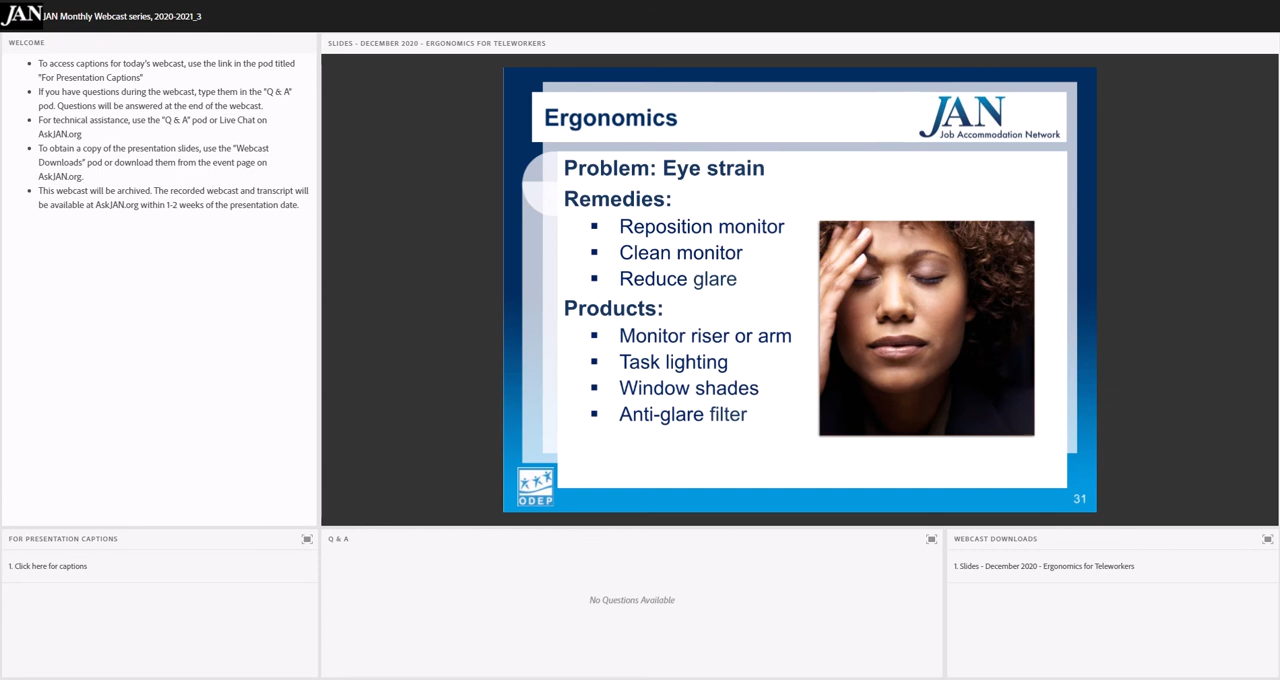 JAN JAN Monthly Webcast series, 2020-2021_3
WELCOME
To access captions for today's webcast, use the link in the pod titled
"For Presentation Captions"
If you have questions during the webcast, type them in the "Q & A"
pod. Questions will be answered at the end of the webcast.
For technical assistance, use the "Q & A" pod or Live Chat on
AskJAN.org
To obtain a copy of the presentation slides, use the "Webcast
Downloads" pod or download them from the event page on
AskJAN.org.
This webcast will be archived. The recorded webcast and transcript will
be available at AskJAN.org within 1-2 weeks of the presentation date.
SLIDES - DECEMBER 2020 - ERGONOMICS FOR TELEWORKERS
Ergonomics
JAN
Job Accommodation Network
Problem: Eye strain
Remedies:
Reposition monitor
Clean monitor
Reduce glare
Products:
Monitor riser or arm
Task lighting
Window shades
Anti-glare filter
ODEP
31
FOR PRESENTATION CAPTIONS
1. Click here for captions
Q & A
No Questions Available
WEBCAST DOWNLOADS
1. Slides - December 2020 - Ergonomics for Teleworkers